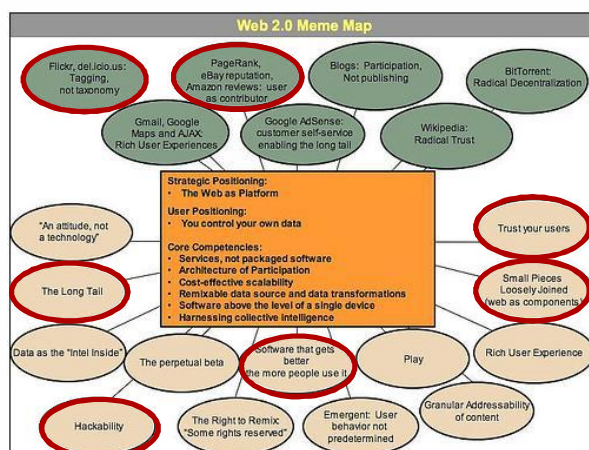 Web 2.0 Meme Map
Flickr, del.icio.us:
Tagging,
not taxonomy
PageRank,
eBay reputation,
Amazon reviews: user
as contributor
Blogs: Participation,
Not publishing
BitTorrent:
Radical Decentralization
Gmail, Google
Maps and AJAX:
Rich User Experiences
Google AdSense:
customer self-service
enabling the long tail
Wikipedia:
Radical Trust
Strategic Positioning:
• The Web as Platform
User Positioning:
• You control your own data
Core Competencies:
• Services, not packaged software
• Architecture of Participation
• Cost-effective scalability
• Remixable data source and data transformations
• Software above the level of a single device
• Harnessing collective intelligence
"An attitude, not
a technology"
Trust your users
The Long Tail
Small Pieces
Loosely Joined
(web as components)
Data as the "Intel Inside"
The perpetual beta
Software that gets
better
the more people use it
Play
Rich User Experience
Hackability
The Right to Remix:
"Some rights reserved"
Emergent: User
behavior not
predetermined
Granular Addressability
of content